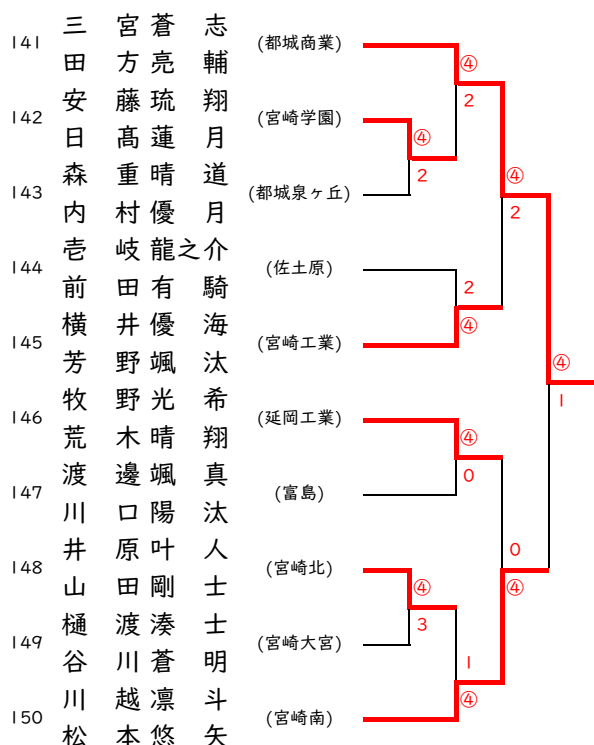 三宮蒼志
141 (都城商業)
田方亮輔
④
安藤琉翔
2
142 (宮崎学園)
日髙蓮月
④
2
森重晴道
④
143 (都城泉ヶ丘)
内村優月
2
壱岐龍之介
144 (佐土原)
前田有騎
2
横井優海
④
145 (宮崎工業)
芳野颯汰
④
牧野光希
1
146 (延岡工業)
荒木晴翔
④
渡邊颯真
0
147 (富島)
川口陽汰
井原叶人
0
148 (宮崎北)
山田剛士
④
④
樋渡湊士
3
149 (宮崎大宮)
谷川蒼明
1
川越凛斗
④
150 (宮崎南)
松本悠矢